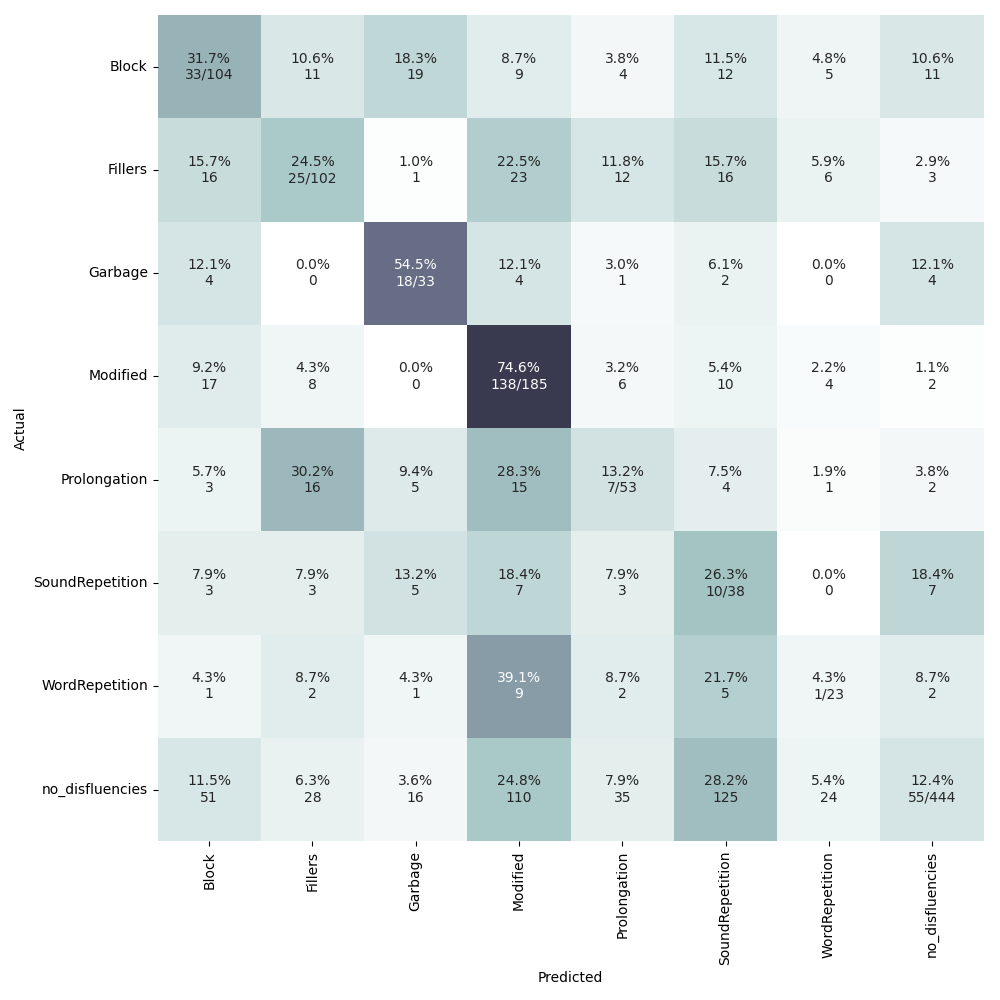 Block
31.7% 10.6% 18.3% 8.7% 3.8% 11.5% 4.8% 10.6%
33/104 11 19 9 4 12 5 11
Fillers
15.7% 24.5% 1.0% 22.5% 11.8% 15.7% 5.9% 2.9%
16 25/102 1 23 12 16 6 3
Garbage
12.1% 0.0% 54.5% 12.1% 3.0% 6.1% 0.0% 12.1%
4 0 18/33 4 1 2 0 4
Modified
9.2% 4.3% 0.0% 74.6% 3.2% 5.4% 2.2% 1.1%
17 8 0 138/185 6 10 4 2
Actual
Prolongation
5.7% 30.2% 9.4% 28.3% 13.2% 7.5% 1.9% 3.8%
3 16 5 15 7/53 4 1 2
SoundRepetition
7.9% 7.9% 13.2% 18.4% 7.9% 26.3% 0.0% 18.4%
3 3 5 7 3 10/38 0 7
WordRepetition
4.3% 8.7% 4.3% 39.1% 8.7% 21.7% 4.3% 8.7%
1 2 1 9 2 5 1/23 2
no_disfluencies
11.5% 6.3% 3.6% 24.8% 7.9% 28.2% 5.4% 12.4%
51 28 16 110 35 125 24 55/444
Block Fillers Garbage Modified Prolongation SoundRepetition WordRepetition no_disfluencies
Predicted